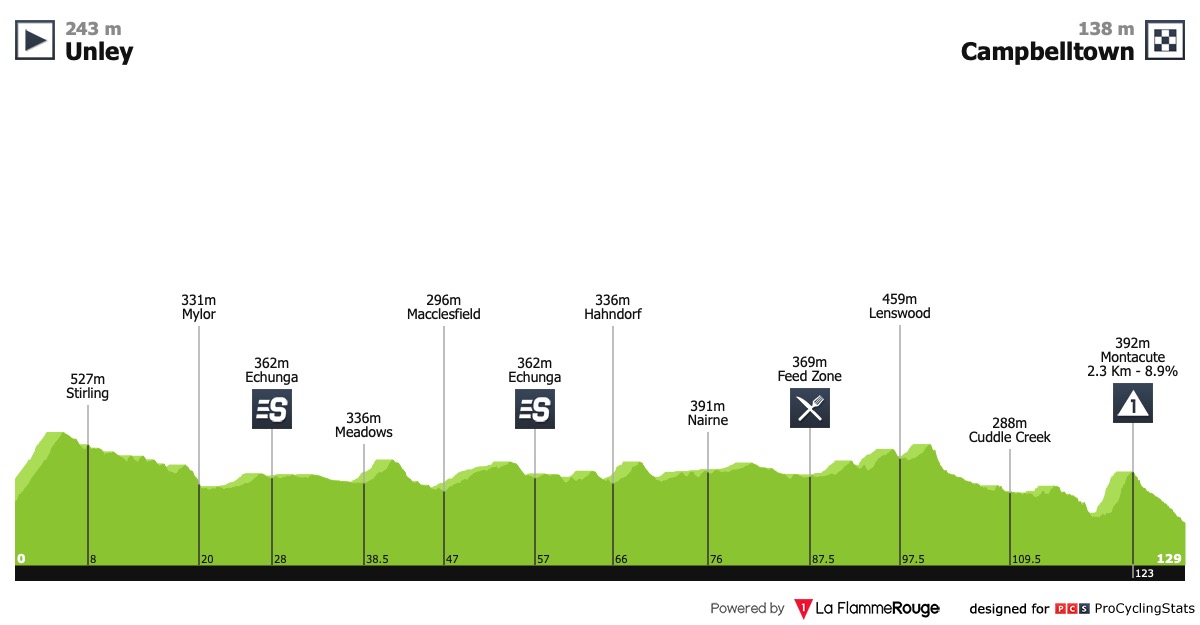 243 m
Unley
138 m
Campbelltown
331m
Mylor
296m
Macclesfield
336m
Hahndorf
459m
Lenswood
392m
Montacute
2.3 Km - 8.9%
527m
Stirling
362m
Echunga
S
362m
Echunga
S
369m
Feed Zone
336m
Meadows
391m
Nairne
288m
Cuddle Creek
1
0
8
20
28
38.5
47
57
66
76
87.5
97.5
109.5
129
123
Powered by 1 La FlammeRouge designed for PCS ProCyclingStats